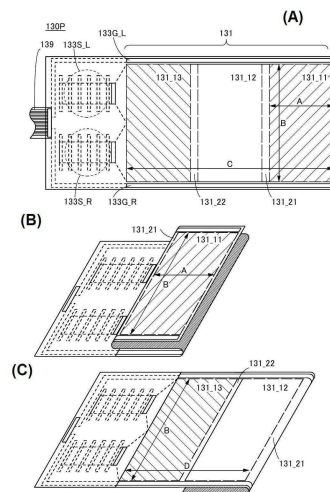 (A)
130P
133S_L
133G_L
131
139
131_13
131_12
131_11
A
B
C
133S_R
133G_R
131_22
131_21
(B)
131_21
131_11
A
B
(C)
131_22
131_13
131_12
B
131_21
D